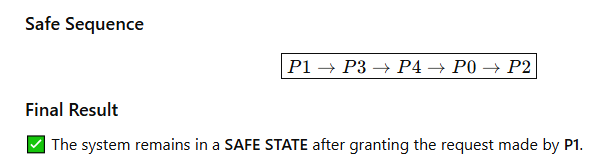 Safe Sequence
P1 → P3 → P4 → P0 → P2
Final Result
✅ The system remains in a SAFE STATE after granting the request made by P1.